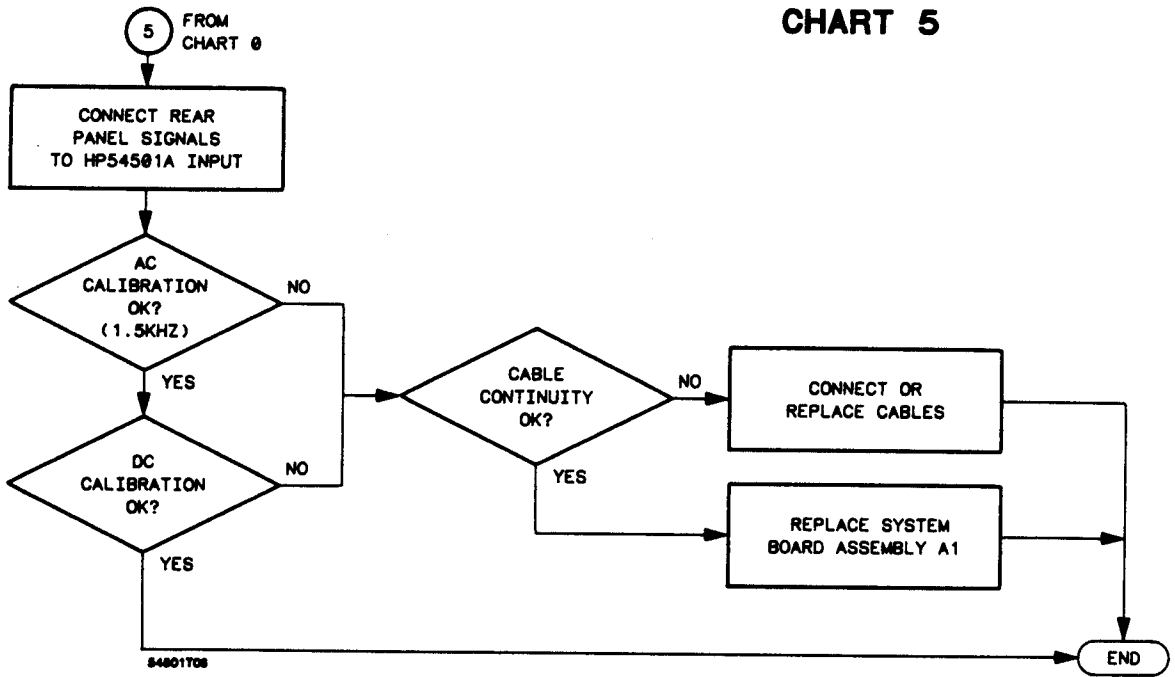 CHART 5
5
FROM
CHART 0
CONNECT REAR
PANEL SIGNALS
TO HP54501A INPUT
AC
CALIBRATION
OK?
(1.5KHZ)
NO
YES
DC
CALIBRATION
OK?
NO
YES
CABLE
CONTINUITY
OK?
NO
YES
CONNECT OR
REPLACE CABLES
REPLACE SYSTEM
BOARD ASSEMBLY A1
END